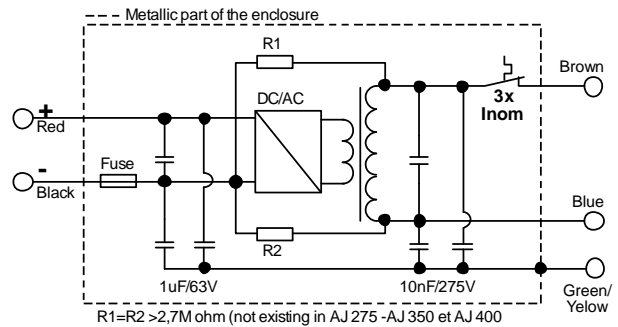 Metallic part of the enclosure
R1
Brown
DC/AC
3x
Inom
+
Red
Fuse
-
Black
Blue
R2
1uF/63V
10nF/275V
Green/
Yellow
R1=R2 >2,7M ohm (not existing in AJ 275 -AJ 350 et AJ 400